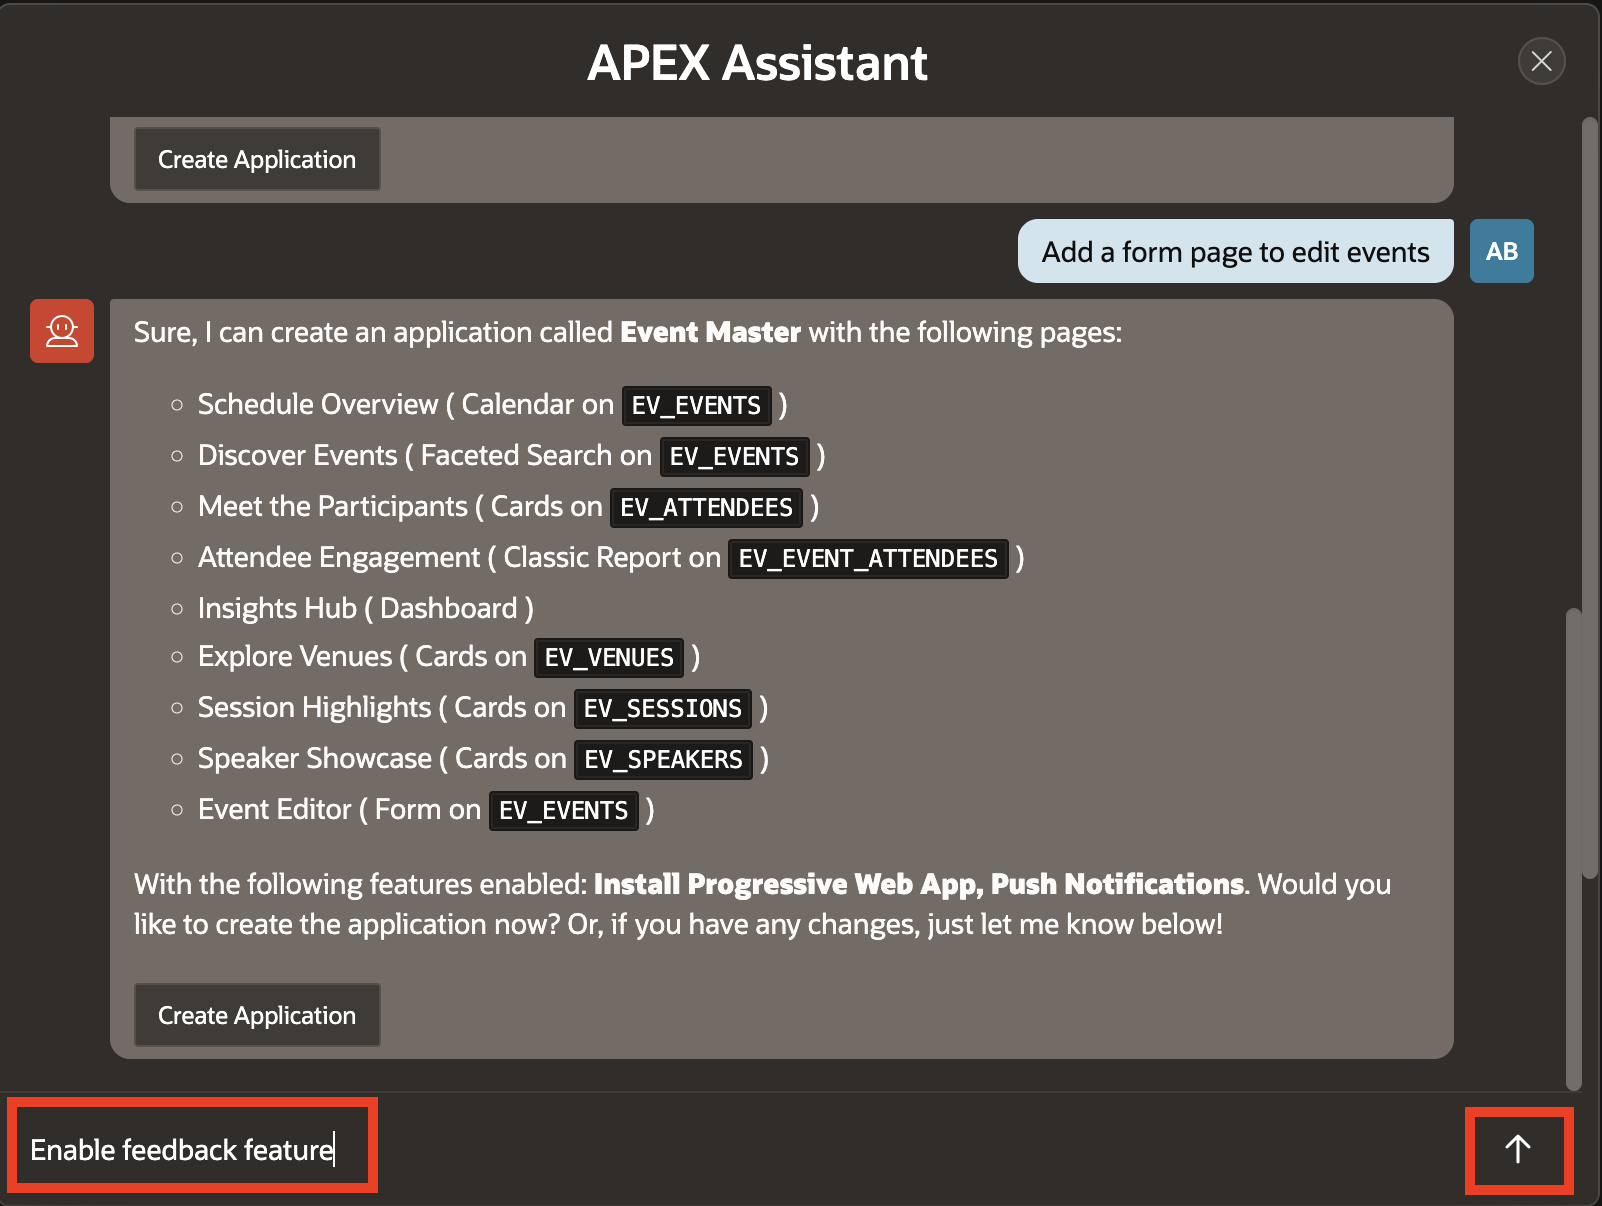 APEX Assistant
Create Application
Add a form page to edit events
AB
Sure, I can create an application called Event Master with the following pages:
Schedule Overview ( Calendar on EV_EVENTS )
Discover Events ( Faceted Search on EV_EVENTS )
Meet the Participants ( Cards on EV_ATTENDEES )
Attendee Engagement ( Classic Report on EV_EVENT_ATTENDEES )
Insights Hub ( Dashboard )
Explore Venues ( Cards on EV_VENUES )
Session Highlights ( Cards on EV_SESSIONS )
Speaker Showcase ( Cards on EV_SPEAKERS )
Event Editor ( Form on EV_EVENTS )
With the following features enabled: Install Progressive Web App, Push Notifications. Would you
like to create the application now? Or, if you have any changes, just let me know below!
Create Application
Enable feedback feature